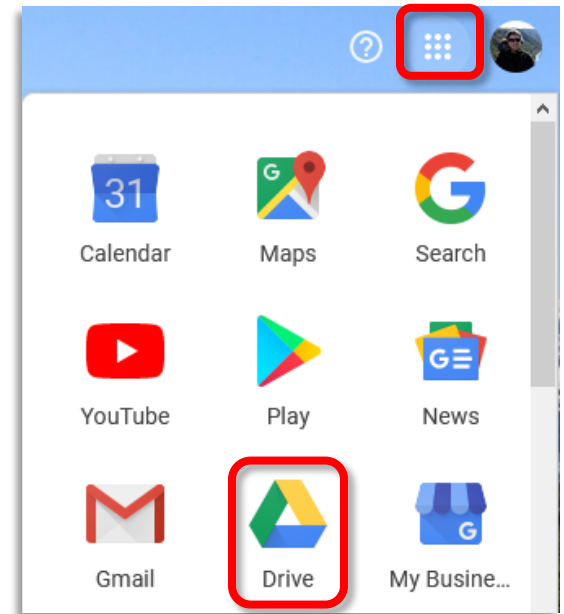 31
G
G
Calendar
Maps
Search
G
YouTube
Play
News
G
Gmail
Drive
My Busine...